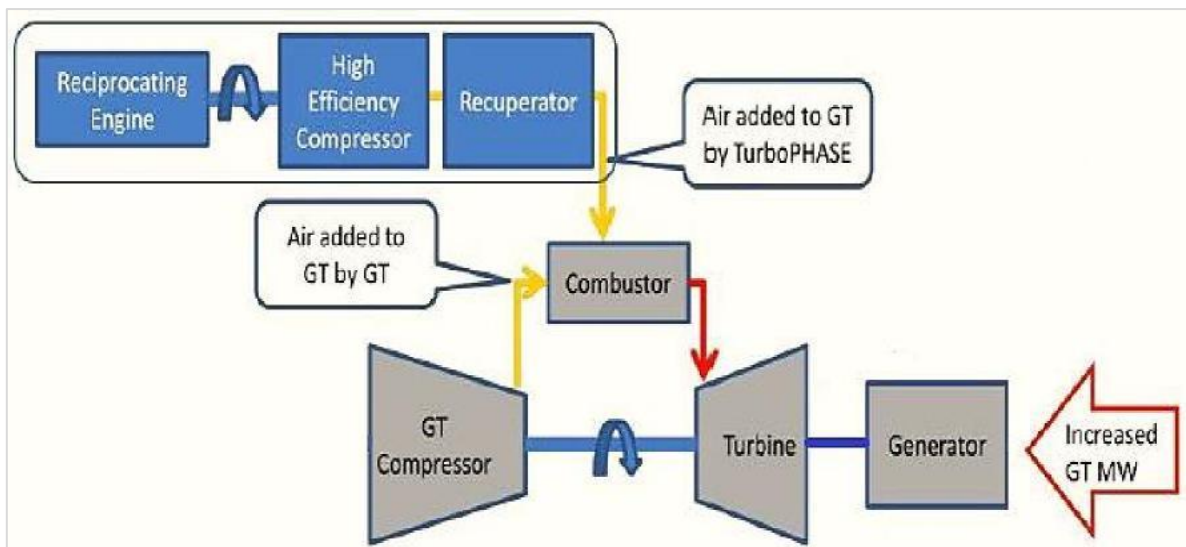 Reciprocating
Engine
High
Efficiency
Compressor
Recuperator
Air added to GT
by TurboPHASE
Air added to
GT by GT
Combustor
GT
Compressor
Turbine
Generator
Increased
GT MW